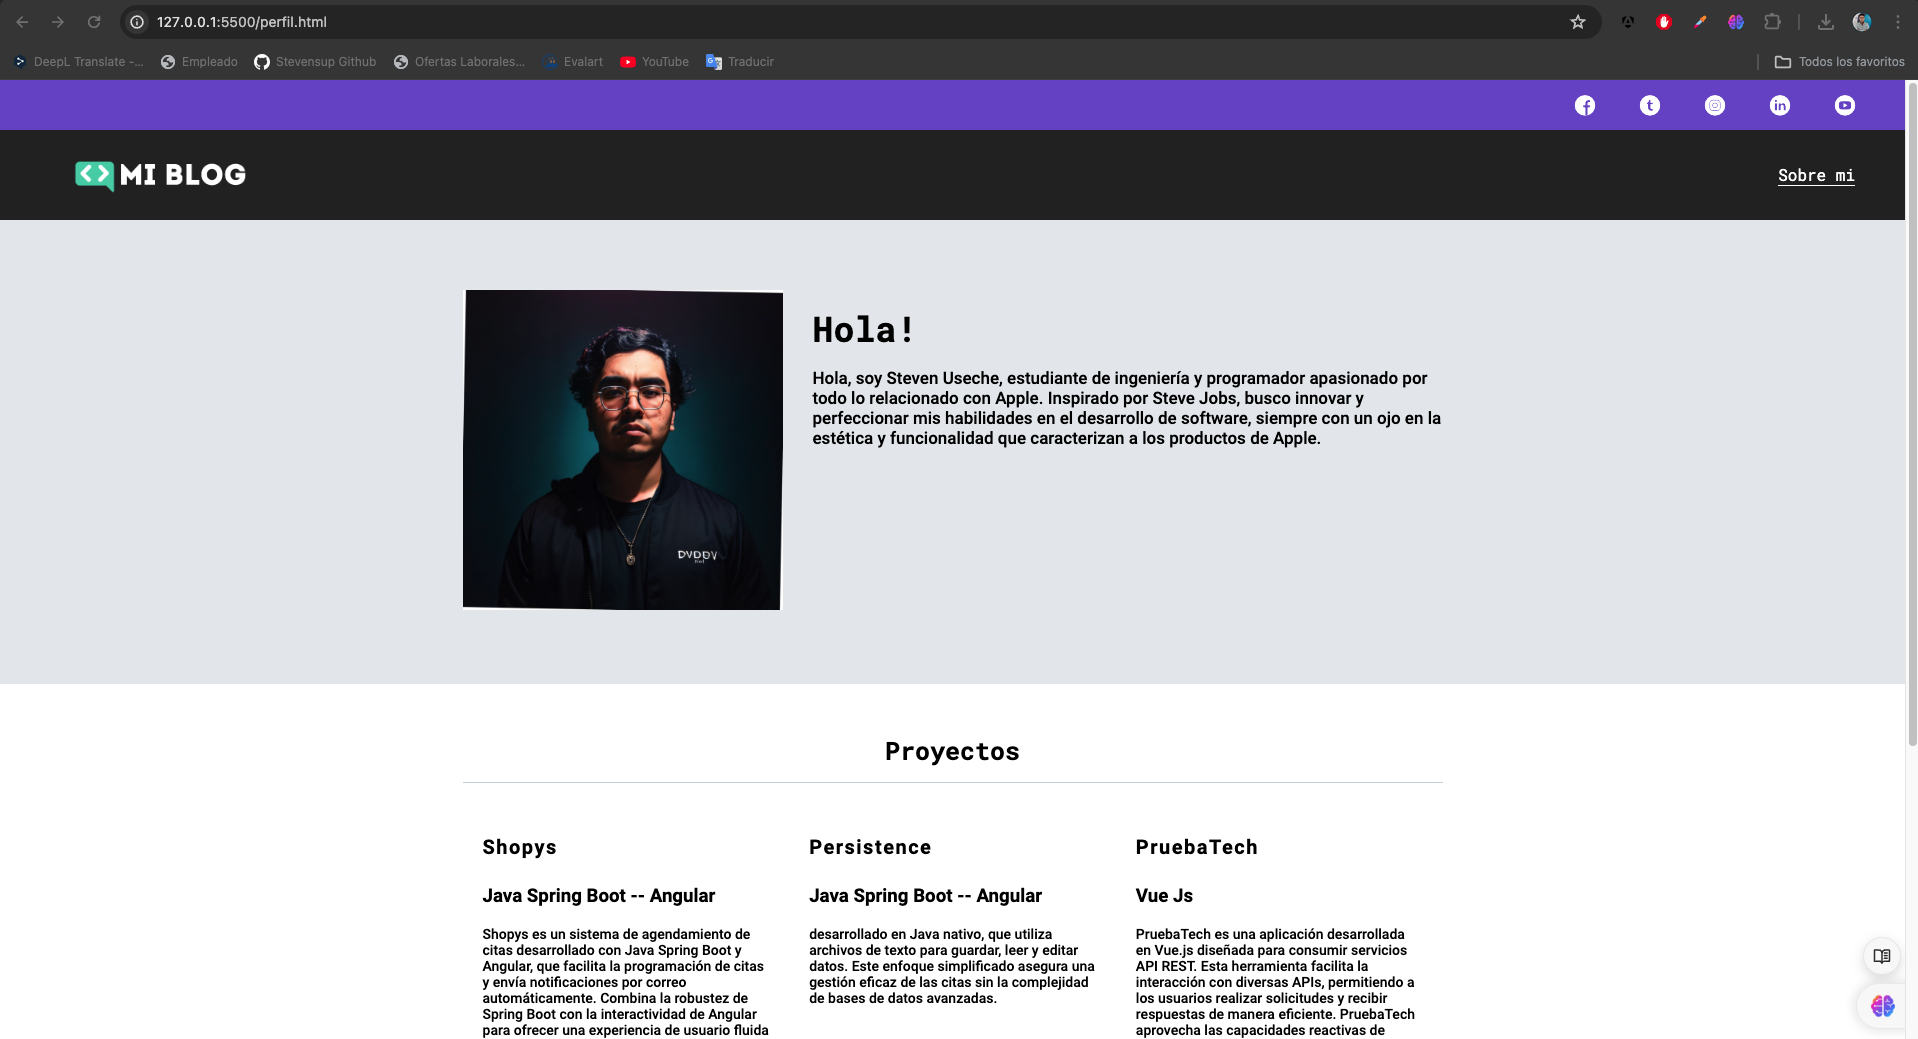 127.0.0.1:5500/perfil.html
DeepL Translate -...
Empleado
Stevensup Github
Ofertas Laborales...
Evalart
YouTube
Traducir
Todos los favoritos
MI BLOG
Sobre mi
Hola!
Hola, soy Steven Useche, estudiante de ingeniería y programador apasionado por
todo lo relacionado con Apple. Inspirado por Steve Jobs, busco innovar y
perfeccionar mis habilidades en el desarrollo de software, siempre con un ojo en la
estética y funcionalidad que caracterizan a los productos de Apple.
Proyectos
Shopys
Java Spring Boot -- Angular
Shopys es un sistema de agendamiento de
citas desarrollado con Java Spring Boot y
Angular, que facilita la programación de citas
y envía notificaciones por correo
automáticamente. Combina la robustez de
Spring Boot con la interactividad de Angular
para ofrecer una experiencia de usuario fluida
Persistence
Java Spring Boot -- Angular
desarrollado en Java nativo, que utiliza
archivos de texto para guardar, leer y editar
datos. Este enfoque simplificado asegura una
gestión eficaz de las citas sin la complejidad
de bases de datos avanzadas.
PruebaTech
Vue Js
PruebaTech es una aplicación desarrollada
en Vue.js diseñada para consumir servicios
API REST. Esta herramienta facilita la
interacción con diversas APIs, permitiendo a
los usuarios realizar solicitudes y recibir
respuestas de manera eficiente. PruebaTech
aprovecha las capacidades reactivas de